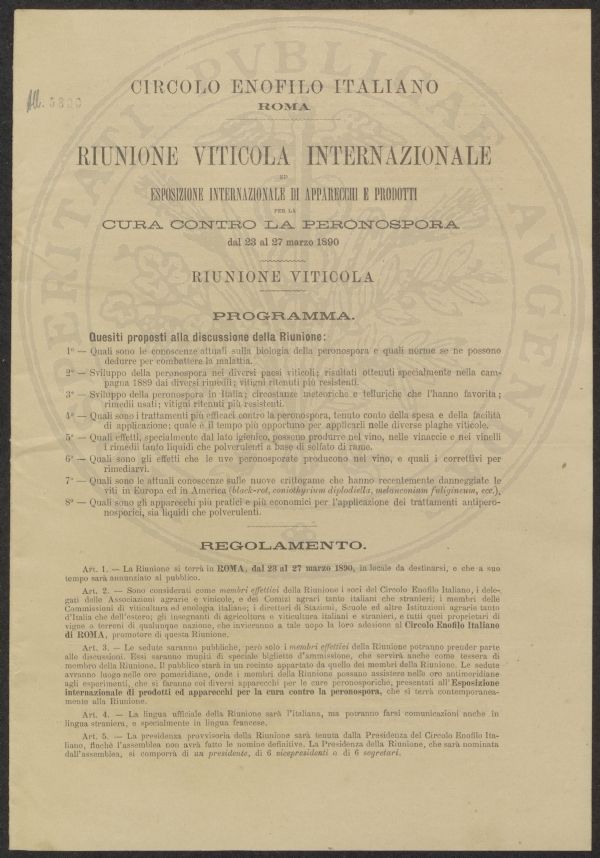 CIRCOLO ENOFILO ITALIANO
ROMA
RIUNIONE VITICOLA INTERNAZIONALE
ED
ESPOSIZIONE INTERNAZIONALE DI APPARECCHI E PRODOTTI
PER LA
CURA CONTRO LA PERONOSPORA
dal 23 al 27 marzo 1890
RIUNIONE VITICOLA
PROGRAMMA.
Quesiti proposti alla discussione della Riunione:
1º — Quali sono le conoscenze attuali sulla biologia della peronospora e quali norme se ne possono
dedurre per combattere la malattia.
2º — Sviluppo della peronospora nei diversi paesi viticoli; risultati ottenuti specialmente nella cam-
pagna 1889 dai diversi rimedii; vitigni ritenuti più resistenti.
3º — Sviluppo della peronospora in Italia; circostanze meteoriche e telluriche che l'hanno favorita;
rimedii usati; vitigni ritenuti più resistenti.
4º — Quali sono i trattamenti più efficaci contro la peronospora, tenuto conto della spesa e della facilità
di applicazione; quale è il tempo più opportuno per applicarli nelle diverse plaghe viticole.
5º — Quali effetti, specialmente dal lato igienico, possono produrre nel vino, nelle vinaccie e nei vinelli
i rimedii tanto liquidi che polverulenti a base di solfato di rame.
6º — Quali sono gli effetti che le uve peronosporate producono nel vino, e quali i correttivi per
rimediarvi.
7º — Quali sono le attuali conoscenze sulle nuove crittogame che hanno recentemente danneggiate le
viti in Europa ed in America (black-rot, coniothyrium diplodiella, melanconium fuligineum, ecc.),
8º — Quali sono gli apparecchi più pratici e più economici per l'applicazione dei trattamenti antipero-
nosporici, sia liquidi che polverulenti.
REGOLAMENTO.
Art. 1. — La Riunione si terrà in ROMA, dal 23 al 27 marzo 1890, in locale da destinarsi, e che a suo
tempo sarà annunziato al pubblico.
Art. 2. — Sono considerati come membri effettivi della Riunione i soci del Circolo Enofilo Italiano, i dele-
gati delle Associazioni agrarie e vinicole, e dei Comizi agrari tanto italiani che stranieri; i membri delle
Commissioni di viticultura ed enologia italiane; i direttori di Stazioni, Scuole ed altre Istituzioni agrarie tanto
d'Italia che dell'estero; gli insegnanti di agricoltura e viticultura italiani e stranieri, e tutti quei proprietari di
vigne o terreni di qualunque nazione, che invieranno a tale uopo la loro adesione al Circolo Enofilo Italiano
di ROMA, promotore di questa Riunione.
Art. 3. — Le sedute saranno pubbliche, però solo i membri effettivi della Riunione potranno prender parte
alle discussioni. Essi saranno muniti di speciale biglietto d'ammissione, che servirà anche come tessera di
membro della Riunione. Il pubblico starà in un recinto appartato da quello dei membri della Riunione. Le sedute
avranno luogo nelle ore pomeridiane, onde i membri della Riunione possano assistere nelle ore antimeridiane
agli esperimenti, che si faranno coi diversi apparecchi per le cure peronosporiche, presentati all'Esposizione
internazionale di prodotti ed apparecchi per la cura contro la peronospora, che si terrà contemporanea-
mente alla Riunione.
Art. 4. — La lingua ufficiale della Riunione sarà l'italiana, ma potranno farsi comunicazioni anche in
lingua straniera, e specialmente in lingua francese.
Art. 5. — La presidenza provvisoria della Riunione sarà tenuta dalla Presidenza del Circolo Enofilo Ita-
liano, finchè l'assemblea non avrà fatto le nomine definitive. La Presidenza della Riunione, che sarà nominata
dall'assemblea, si comporrà di un presidente, di 6 vicepresidenti e di 6 segretari.